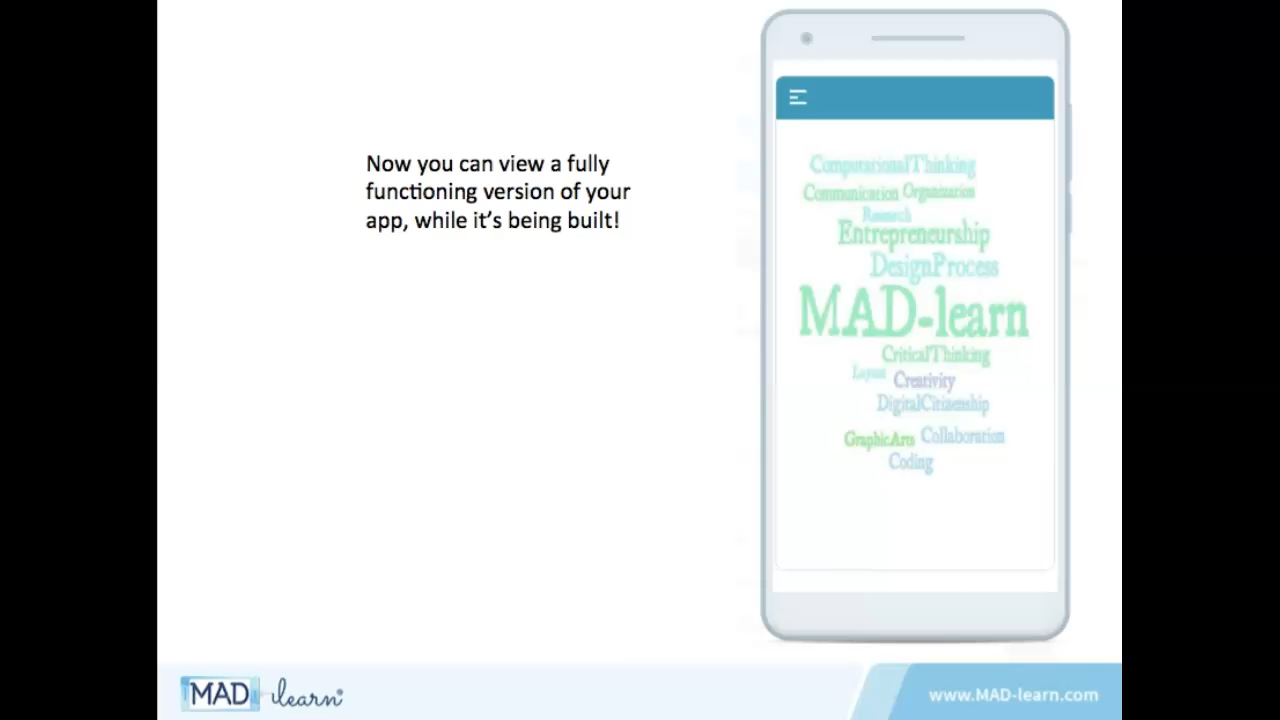 Now you can view a fully
functioning version of your
app, while it's being built!
ComputationalThinking
Communication Organization
Research
Entrepreneurship
DesignProcess
MAD-learn
CriticalThinking
Layout Creativity
DigitalCitizenship
GraphicArts Collaboration
Coding
MAD learn
www.MAD-learn.com